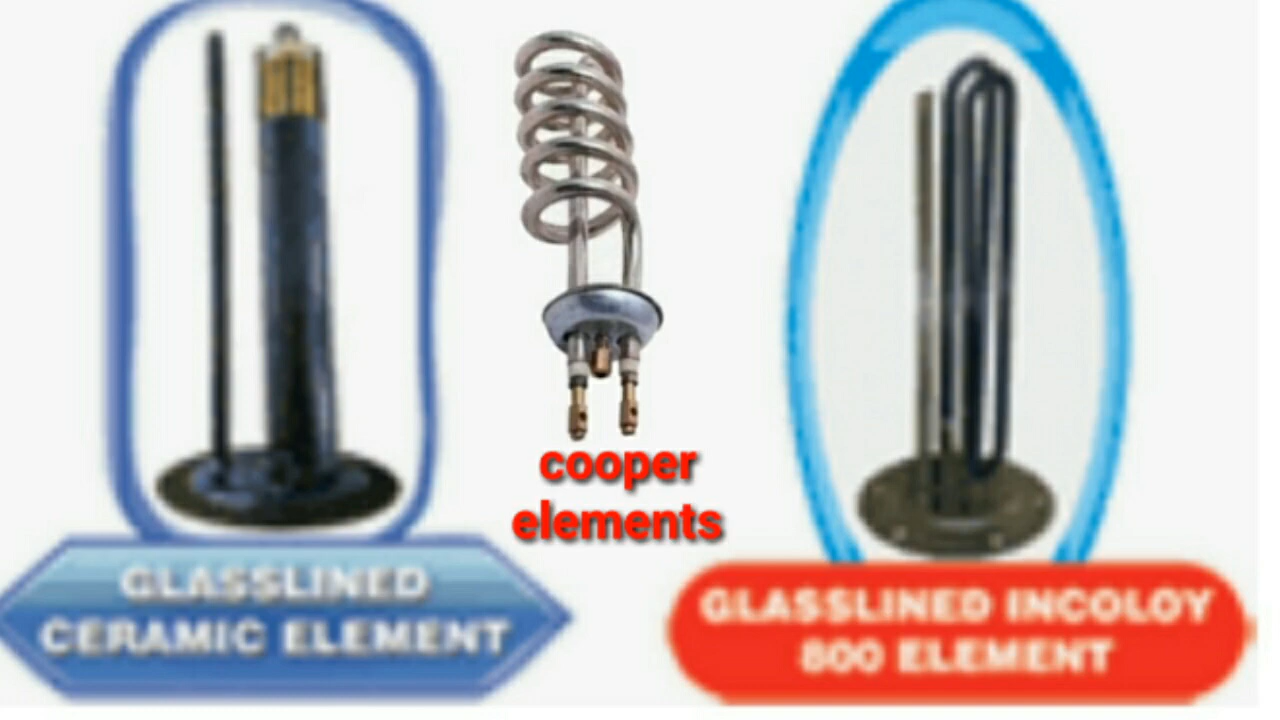 cooper
elements
GLASSLINED
CERAMIC ELEMENT
GLASSLINED INCOLOY
800 ELEMENT